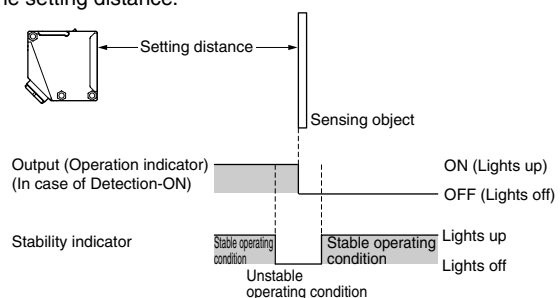 he setting distance.
Setting distance
Sensing object
Output (Operation indicator)
(In case of Detection-ON)
ON (Lights up)
OFF (Lights off)
Stability indicator
Stable operating
condition
Stable operating
condition
Lights up
Lights off
Unstable
operating condition